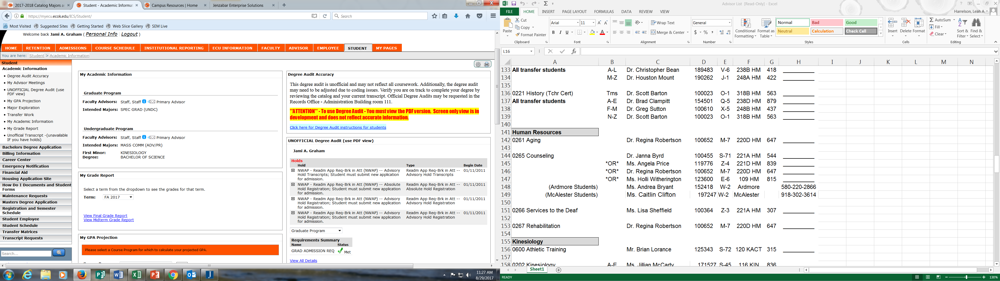 2017-2018 Catalog Majors a
Student - Academic Informat
Campus Resources | Home
Jenzabar Enterprise Solutions
https://myecu.ecok.edu/ICS/Student/
Search
Most Visited
Suggested Sites
Getting Started
Web Slice Gallery
SEM Live
Welcome back Jami A. Graham ( Personal Info | Logout )
HOME
RETENTION
ADMISSIONS
COURSE SCHEDULE
INSTITUTIONAL REPORTING
ECU INFORMATION
FACULTY
ADVISOR
EMPLOYEE
STUDENT
MY PAGES
You are here: Student > Academic Information
Student
Academic Information
Degree Audit Accuracy
My Advisor Meetings
UNOFFICIAL Degree Audit (use
PDF view)
My GPA Projection
Major Exploration
Transfer Work
My Academic Information
My Grade Report
Unofficial Transcript -(unavailable
IF you have holds)
Bachelors Degree Application
Billing Information
Career Center
Emergency Notification
Financial Aid
Housing Application Site
How Do I Documents and Student
Forms
Maintenance Requests
Masters Degree Application
Registration and Semester
Schedule
Student Employee
Student Schedule
Transfer Matrices
Transcript Requests
Search...
My Academic Information
Graduate Program
Faculty Advisors: Staff, Staff Primary Advisor
Intended Majors: SPEC GRAD (UNDC)
Undergraduate Program
Faculty Advisors: Staff, Staff Primary Advisor
Intended Majors: MASS COMM (ADV/PR)
First Minor: KINESIOLOGY
Degree: BACHELOR OF SCIENCE
My Grade Report
Select a term from the dropdown to see the grades for that term.
Term: FA 2017
View Final Grade Report
View Midterm Grade Report
My GPA Projection
Please select a Course Program for which to calculate your projected GPA.
Degree Audit Accuracy
This degree audit is unofficial and may not reflect all coursework. Additionally, the degree audit
may need to be adjusted due to coding issues. Verify you are on track to complete your degree by
reviewing the catalog and your current transcript. Official Degree Audits may be requested in the
Records Office - Administration Building room 111.
**ATTENTION** - To use Degree Audit - You must view the PDF version. Screen only view is in
development and does not reflect accurate information.
Click here for Degree Audit instructions for students
UNOFFICIAL Degree Audit (use PDF view)
Jami A. Graham
Holds
Hold Type Begin Date
NWAP - Readm App Req-Brk in Att (NWAP) -- Advisory Readm App Req-Brk in Att -- 01/11/2011
Hold Transcripts; Student must submit new application Advisory Hold Transcripts
for admission.
NWAP - Readm App Req-Brk in Att (NWAP) -- Absolute Readm App Req-Brk in Att -- 01/11/2011
Hold Registration; Student must submit new application Absolute Hold Registration
for admission.
NWAP - Readm App Req-Brk in Att (NWAP) -- Advisory Readm App Req-Brk in Att -- 01/11/2011
Hold Registration; Student must submit new application Advisory Hold Registration
for admission.
NWAP - Readm App Req-Brk in Att (NWAP) -- Advisory Readm App Req-Brk in Att -- 01/11/2011
Hold Registration; Student must submit new application Advisory Hold Registration
for admission.
Graduate Program
Requirements Summary
Name Status
GRAD ADMISSION REQ Met
View All Details
11:27 AM
8/29/2017
Advisor List [Read-Only] - Excel
FILE HOME INSERT PAGE LAYOUT FORMULAS DATA REVIEW VIEW
Harrelson, Leah A
Paste
Cut
Copy
Format Painter
Clipboard
Arial 11
B I U
Font
Wrap Text
Merge & Center
Alignment
General
$ % ,
Number
Conditional
Formatting
Format as
Table
Normal Bad Good
Neutral Calculation Check Cell
Styles
Insert Delete Format
Cells
AutoSum
Fill
Clear
Sort &
Filter
Find &
Select
Editing
L16
fx
A B C D E F G H I J K L M N
133 All transfer students A-L Dr. Christopher Bean 189483 V-6 238B HM 418
134 M-Z Dr. Houston Mount 190262 J-1 248A HM 422
135
136 0221 History (Tchr Cert) Trns Dr. Scott Barton 100023 O-1 318B HM 563
137 All transfer students A-E Dr. Brad Clampitt 154501 Q-5 238D HM 879
138 F-M Dr. Greg Sutton 100610 X-5 248B HM 437
139 N-Z Dr. Scott Barton 100023 O-1 318B HM 563
140
141 Human Resources
142 0261 Aging Dr. Regina Robertson 100652 M-7 220D HM 647
143
144 0265 Counseling Dr. Janna Byrd 100455 S-71 221A HM 544
145 *OR* Ms. Angela Price 119776 Z-4 221D HM 839
146 *OR* Dr. Regina Robertson 100652 M-7 220D HM 647
147 *OR* Ms. Holli Witherington 123600 E-6 109 HM 815
148 (Ardmore Students) Ms. Andrea Bryant 152418 W-2 Ardmore 580-220-2866
149 (McAlester Students) Ms. Caitlin Clifton 197247 W-2 McAlester 918-302-3614
150
151 0266 Services to the Deaf Ms. Lisa Sheffield 100364 Z-3 221A HM 307
152
153 0267 Rehabilitation Dr. Regina Robertson 100652 M-7 220D HM 647
154
155 Kinesiology
156 0600 Athletic Training Mr. Brian Lorance 125343 S-72 120 KACT 315
157
158 0202 Kinesiology A-E Ms. Jillian McCarty 171527 S-45 116 KIN 836
Sheet1
READY
130%